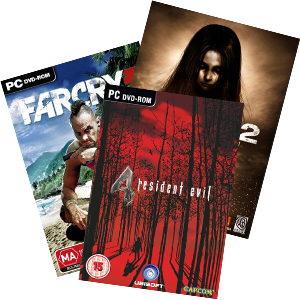 PC DVD-ROM
FARCRY
MA
PC DVD-ROM
4 resident evil
15
UBISOFT
CAPCOM
2